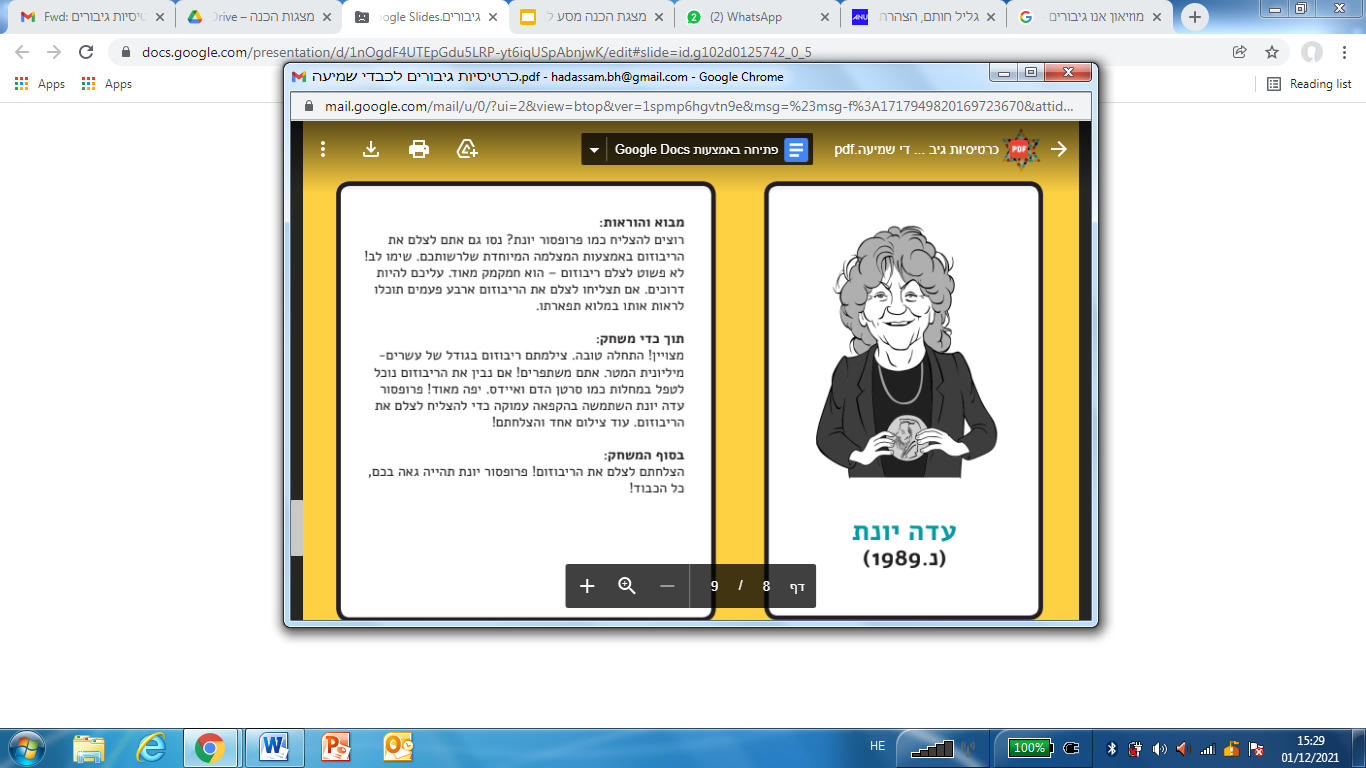 טיסיות גיבורים :Fwd
מצגות הכנה – Drive
גיבורים.oogle Slides
מצגת הכנה מסע ל
(2) WhatsApp
גליל חותם, הצהרת
מוזיאון אנו גיבורים -
docs.google.com/presentation/d/1nOgdF4UTEpGdu5LRP-yt6iqUSpAbnjwK/edit#slide=id.g102d0125742_0_5
Apps
Apps
Reading list
כרטיסיות גיבורים לכבדי שמיעה.pdf - hadassam.bh@gmail.com - Google Chrome
mail.google.com/mail/u/0/?ui=2&view=btop&ver=1spmp6hgvtn9e&msg=%23msg-f%3A1717949820169723670&attid...
כרטיסיות גיב ... די שמיעה.pdf
פתיחה באמצעות Google Docs
עדה יונת
(נ.1989)
מבוא והוראות:
רוצים להצליח כמו פרופסור יונת? נסו גם אתם לצלם את
הריבוזום באמצעות המצלמה המיוחדת שלרשותכם. שימו לב!
לא פשוט לצלם ריבוזום – הוא חמקמק מאוד. עליכם להיות
דרוכים. אם תצליחו לצלם את הריבוזום ארבע פעמים תוכלו
לראות אותו במלוא תפארתו.
תוך כדי משחק:
מצויין! התחלה טובה. צילמתם ריבוזום בגודל של עשרים-
מיליונית המטר. אתם משתפרים! אם נבין את הריבוזום נוכל
לטפל במחלות כמו סרטן הדם ואיידס. יפה מאוד! פרופסור
עדה יונת השתמשה בהקפאה עמוקה כדי להצליח לצלם את
הריבוזום. עוד צילום אחד והצלחתם!
בסוף המשחק:
הצלחתם לצלם את הריבוזום! פרופסור יונת תהייה גאה בכם,
כל הכבוד!
דף 8 / 9
HE
100%
15:29
01/12/2021